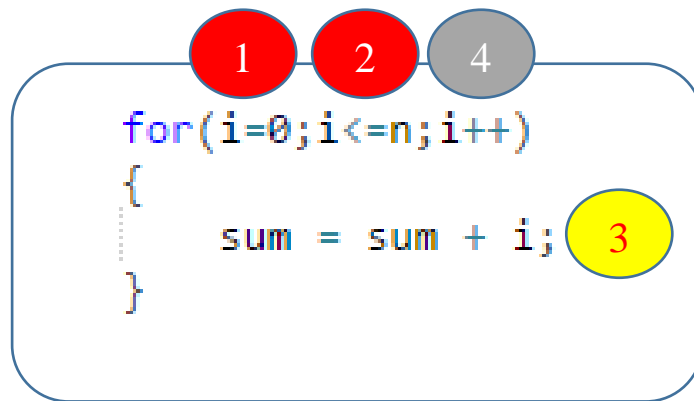 1 2 4
for(i=0;i<=n;i++)
{
sum = sum + i; 3
}